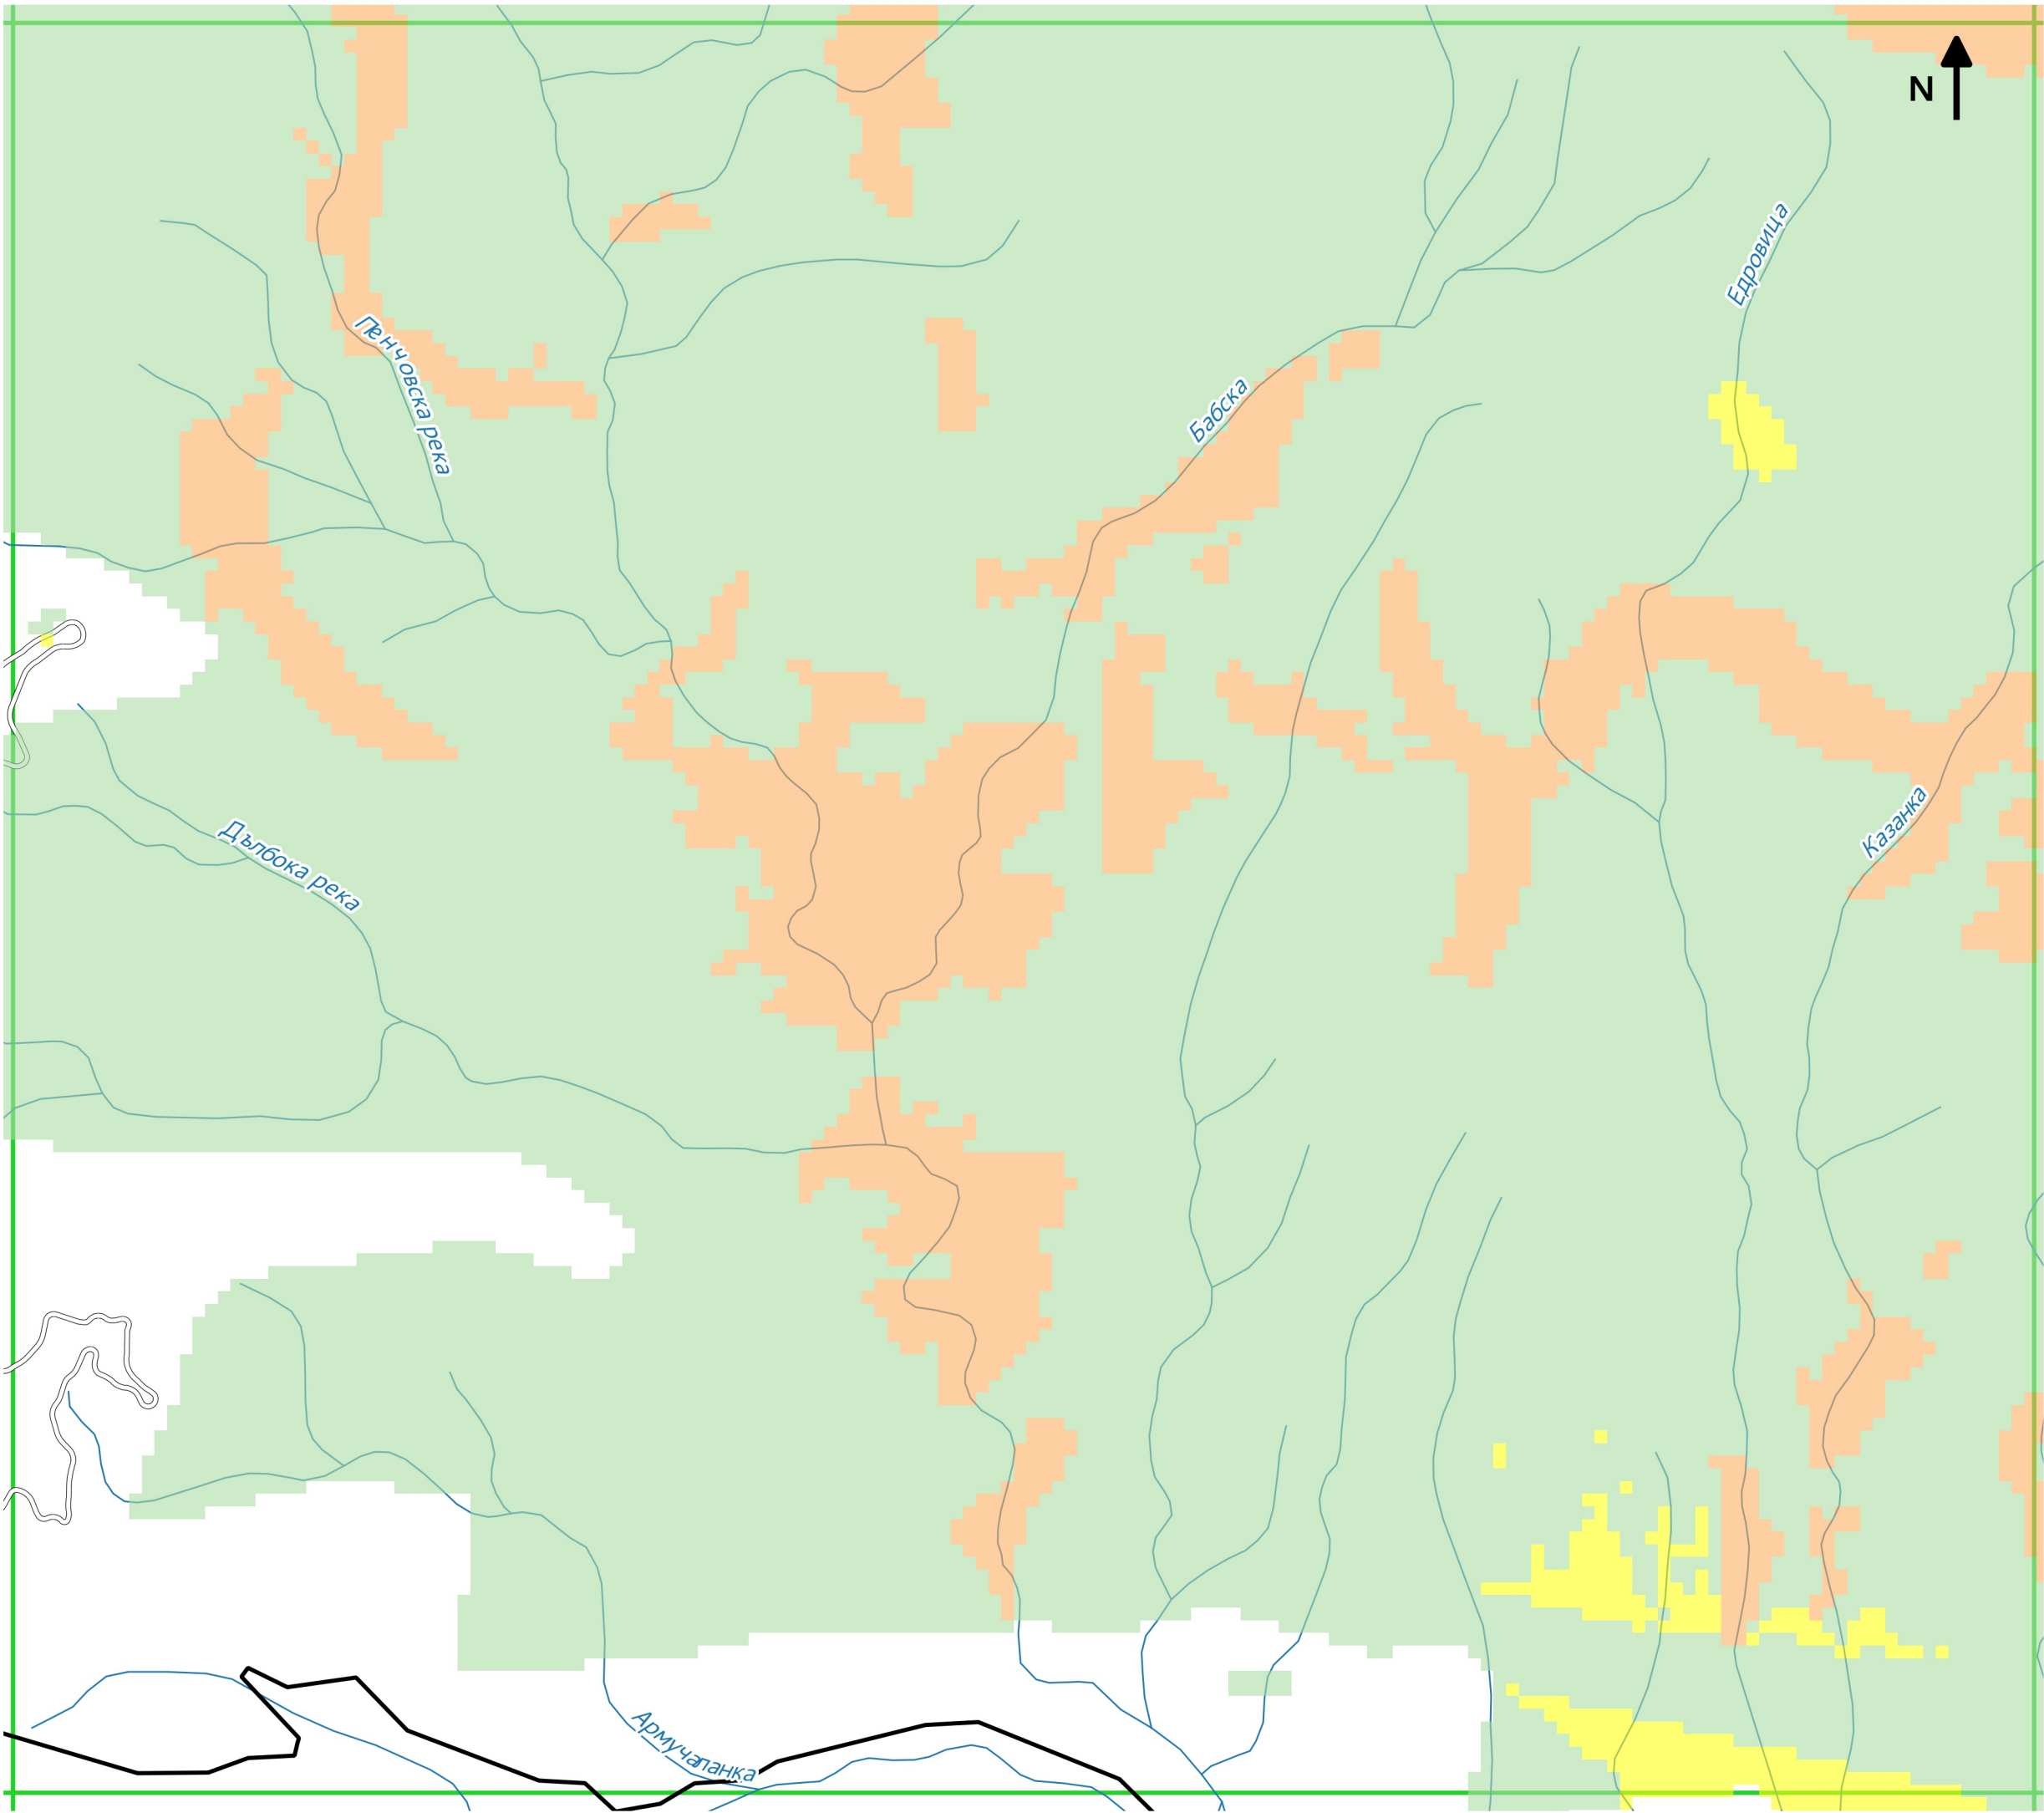 N
Едровица
Пенчовска река
Бабска
Казанка
Дълбока река
Армучаланка